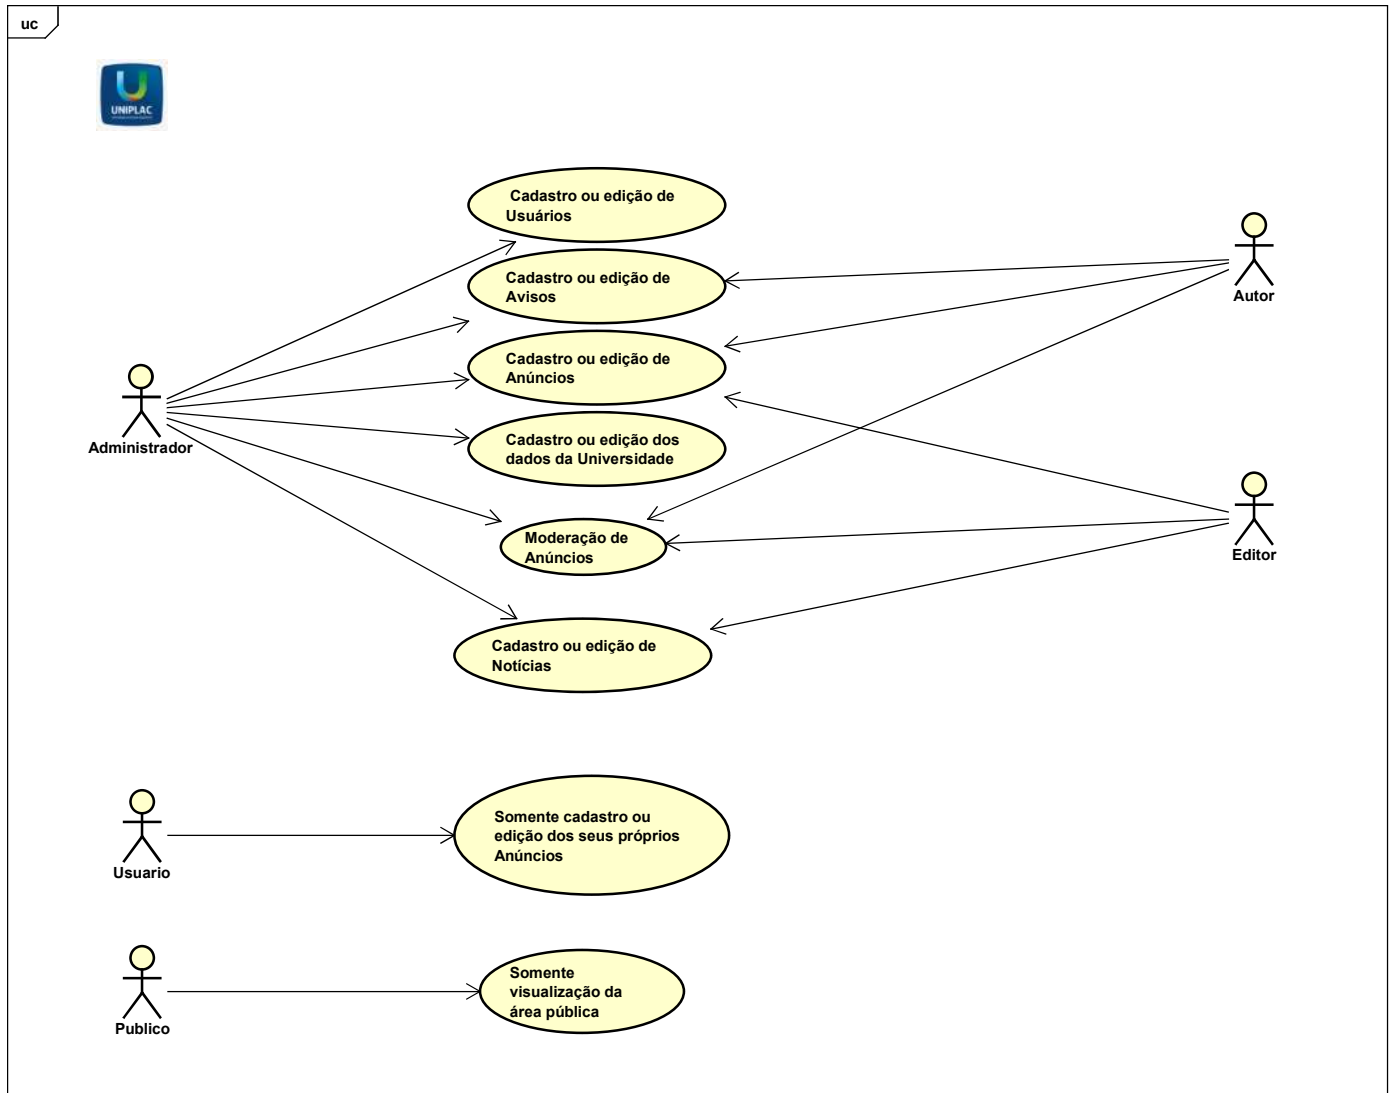 uc
UNIPLAC
Cadastro ou edição de
Usuários
Cadastro ou edição de
Avisos
Autor
Cadastro ou edição de
Anúncios
Administrador
Cadastro ou edição dos
dados da Universidade
Moderação de
Anúncios
Editor
Cadastro ou edição de
Notícias
Somente cadastro ou
edição dos seus próprios
Anúncios
Usuario
Somente
visualização da
área pública
Publico